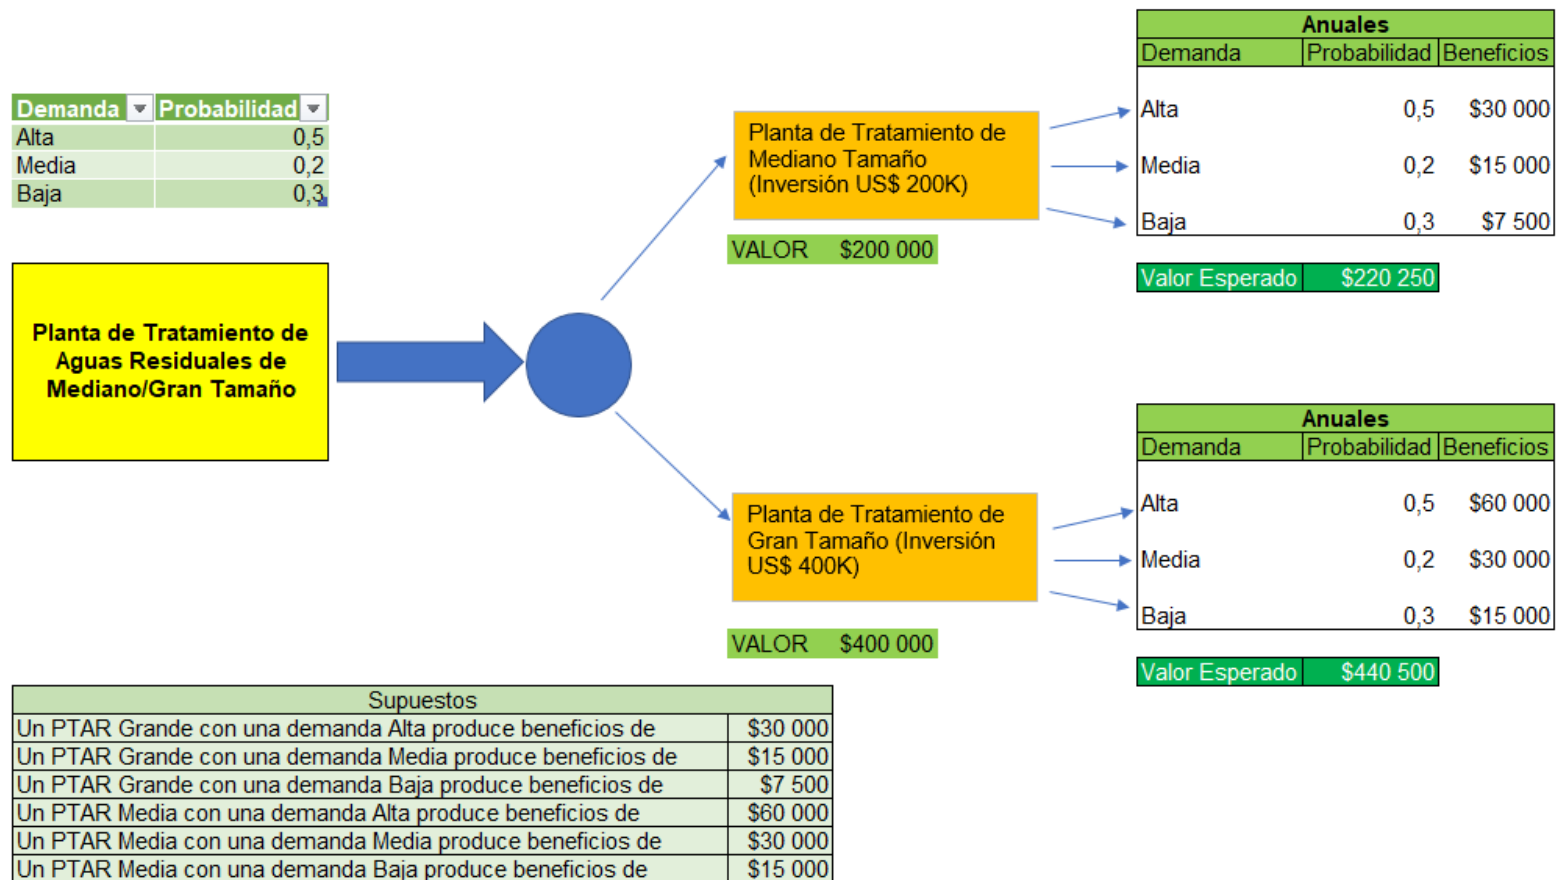 Demanda Probabilidad
Alta 0,5
Media 0,2
Baja 0,3
Planta de Tratamiento de
Aguas Residuales de
Mediano/Gran Tamaño
Planta de Tratamiento de
Mediano Tamaño
(Inversión US$ 200K)
VALOR $200 000
Anuales
Demanda Probabilidad Beneficios
Alta 0,5 $30 000
Media 0,2 $15 000
Baja 0,3 $7 500
Valor Esperado $220 250
Planta de Tratamiento de
Gran Tamaño (Inversión
US$ 400K)
VALOR $400 000
Anuales
Demanda Probabilidad Beneficios
Alta 0,5 $60 000
Media 0,2 $30 000
Baja 0,3 $15 000
Valor Esperado $440 500
Supuestos
Un PTAR Grande con una demanda Alta produce beneficios de $30 000
Un PTAR Grande con una demanda Media produce beneficios de $15 000
Un PTAR Grande con una demanda Baja produce beneficios de $7 500
Un PTAR Media con una demanda Alta produce beneficios de $60 000
Un PTAR Media con una demanda Media produce beneficios de $30 000
Un PTAR Media con una demanda Baja produce beneficios de $15 000